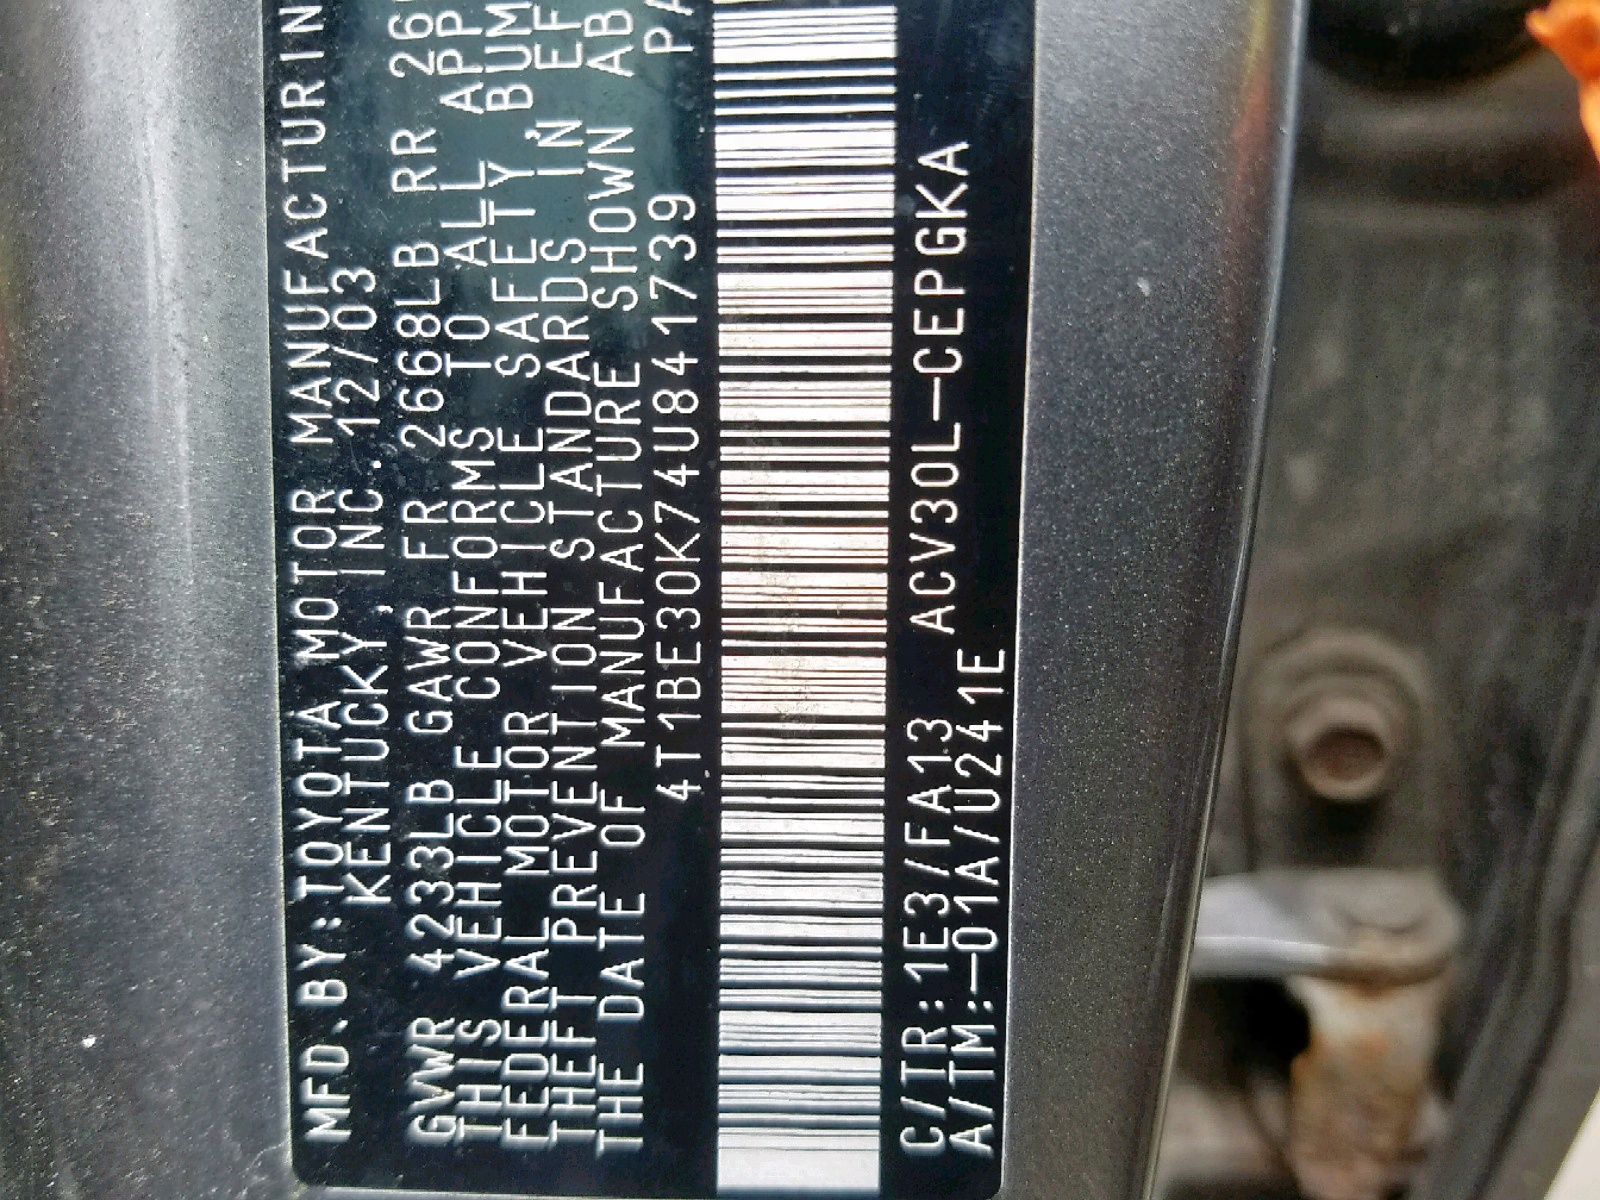 MFD.BY:TOYOTA MOTOR MANUFACTURIN
KENTUCKY, INC. 12/03
GVWR 4233LB GAWR FR 2668LB RR 26
THIS VEHICLE CONFORMS TO ALL APP
FEDERAL MOTOR VEHICLE SAFETY, BUM
THEFT PREVENTION STANDARDS IN EF
THE DATE OF MANUFACTURE SHOWN AB
4T1BE30K74U841739 PA
C/TR:1E3/FA13 ACV30L-CEPGKA
A/TM:-01A/U241E